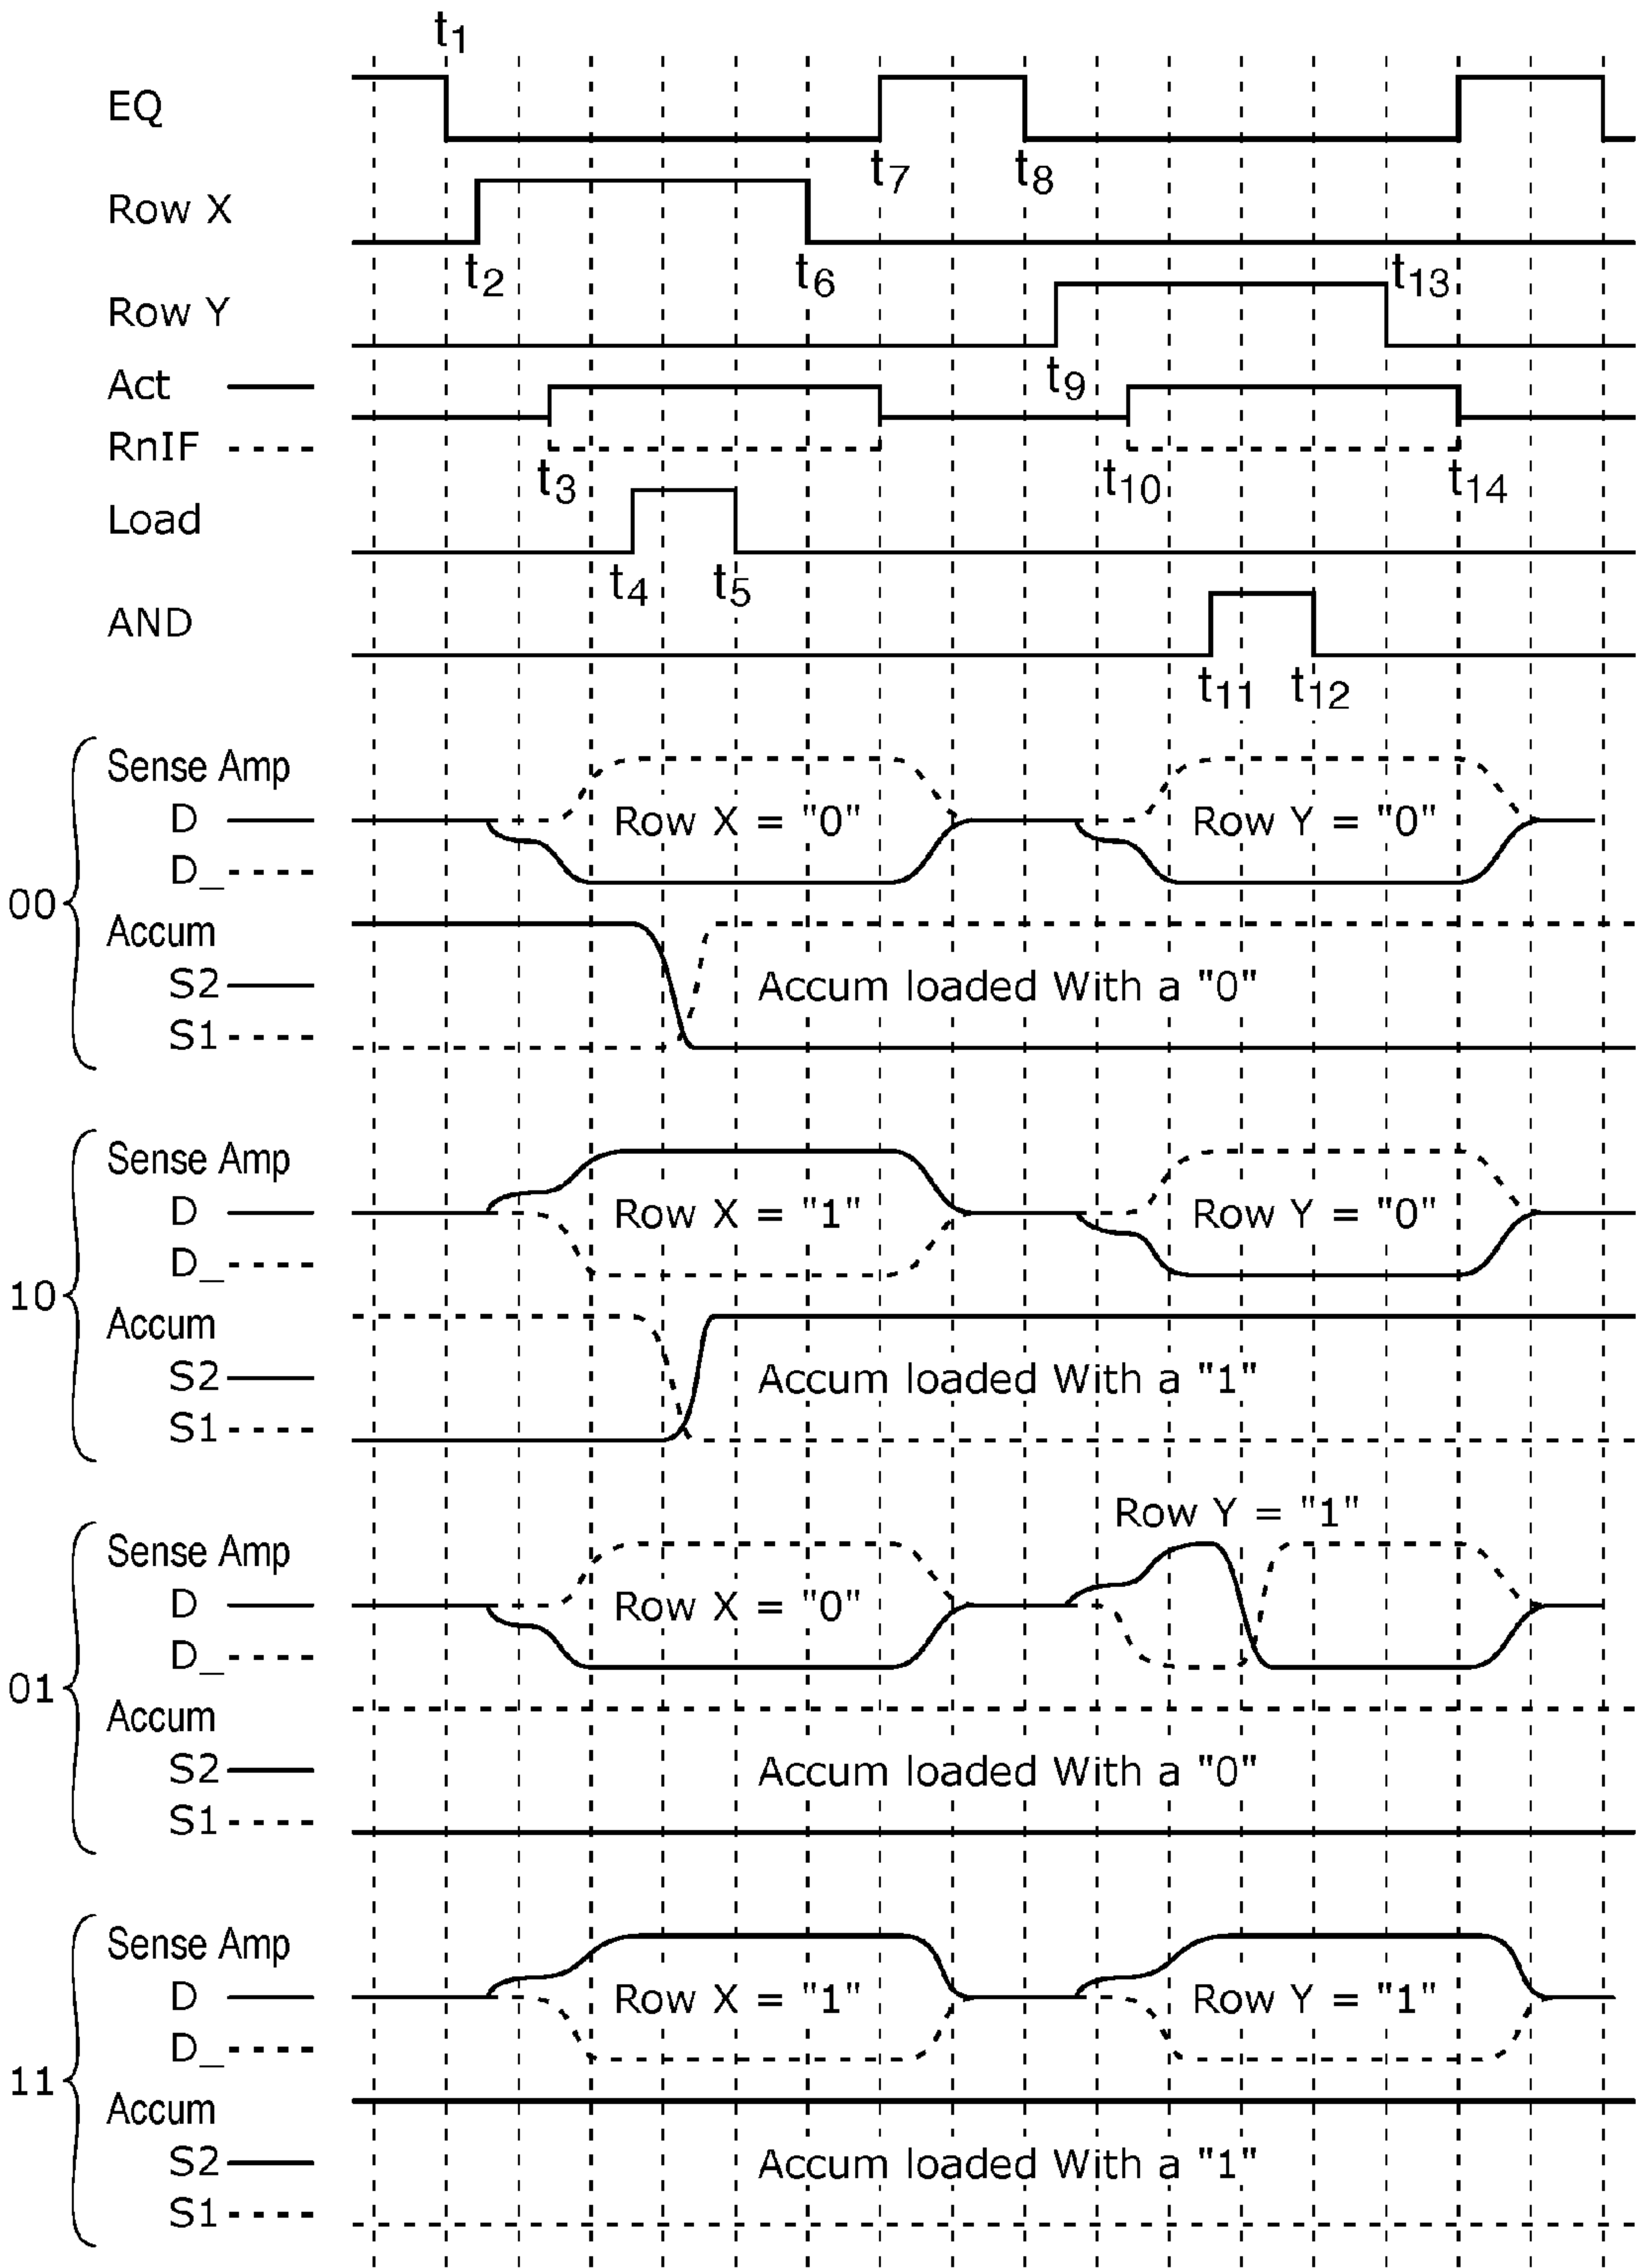 t1
EQ
t7 t8
Row X
t2 t6 t13
Row Y
t9
Act
RnIF
t3 t10 t14
Load
t4 t5
AND
t11 t12
00
Sense Amp
D Row X = "0" Row Y = "0"
D_
Accum
S2 Accum loaded With a "0"
S1
10
Sense Amp
D Row X = "1" Row Y = "0"
D_
Accum
S2 Accum loaded With a "1"
S1
01
Row Y = "1"
Sense Amp
D Row X = "0"
D_
Accum
S2 Accum loaded With a "0"
S1
11
Sense Amp
D Row X = "1" Row Y = "1"
D_
Accum
S2 Accum loaded With a "1"
S1